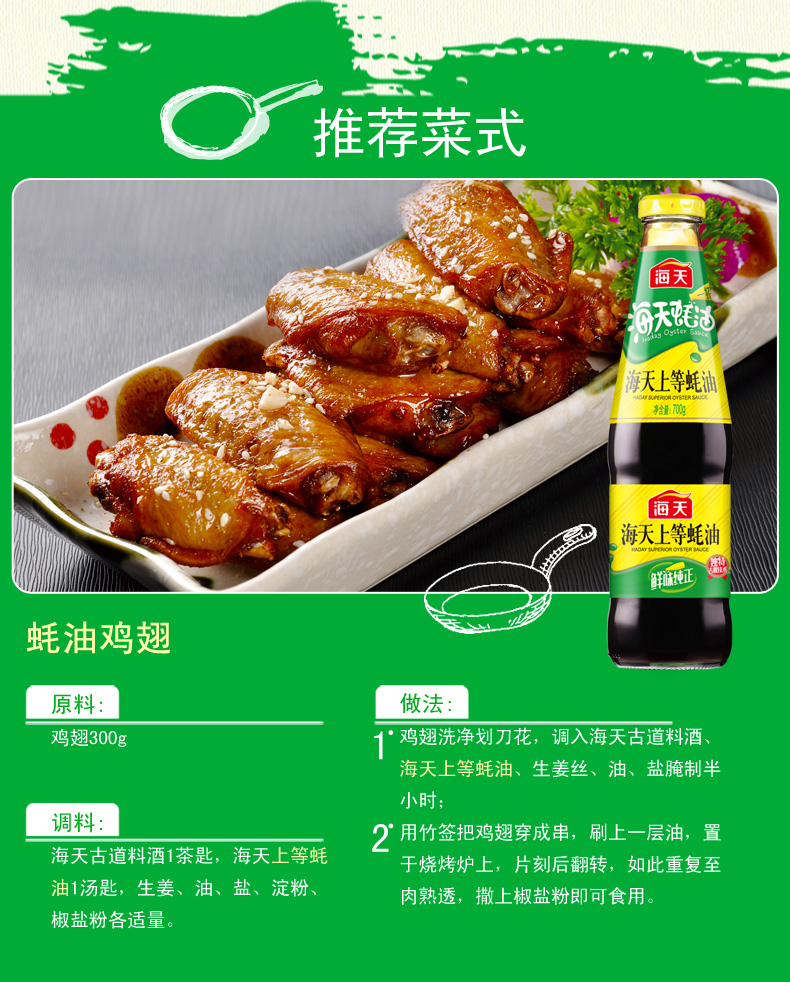 推荐菜式
海天
海天蚝油
Haday Oyster Sauce
海天上等蚝油
HADAY SUPERIOR OYSTER SAUCE
净含量:700g
海天
海天上等蚝油
HADAY SUPERIOR OYSTER SAUCE
鲜味纯正
独特
蚝油鸡翅
原料:
鸡翅300g
调料:
海天古道料酒1茶匙，海天上等蚝
油1汤匙，生姜、油、盐、淀粉、
椒盐粉各适量。
做法:
1 鸡翅洗净划刀花，调入海天古道料酒、
海天上等蚝油、生姜丝、油、盐腌制半
小时；
2 用竹签把鸡翅穿成串，刷上一层油，置
于烧烤炉上，片刻后翻转，如此重复至
肉熟透，撒上椒盐粉即可食用。